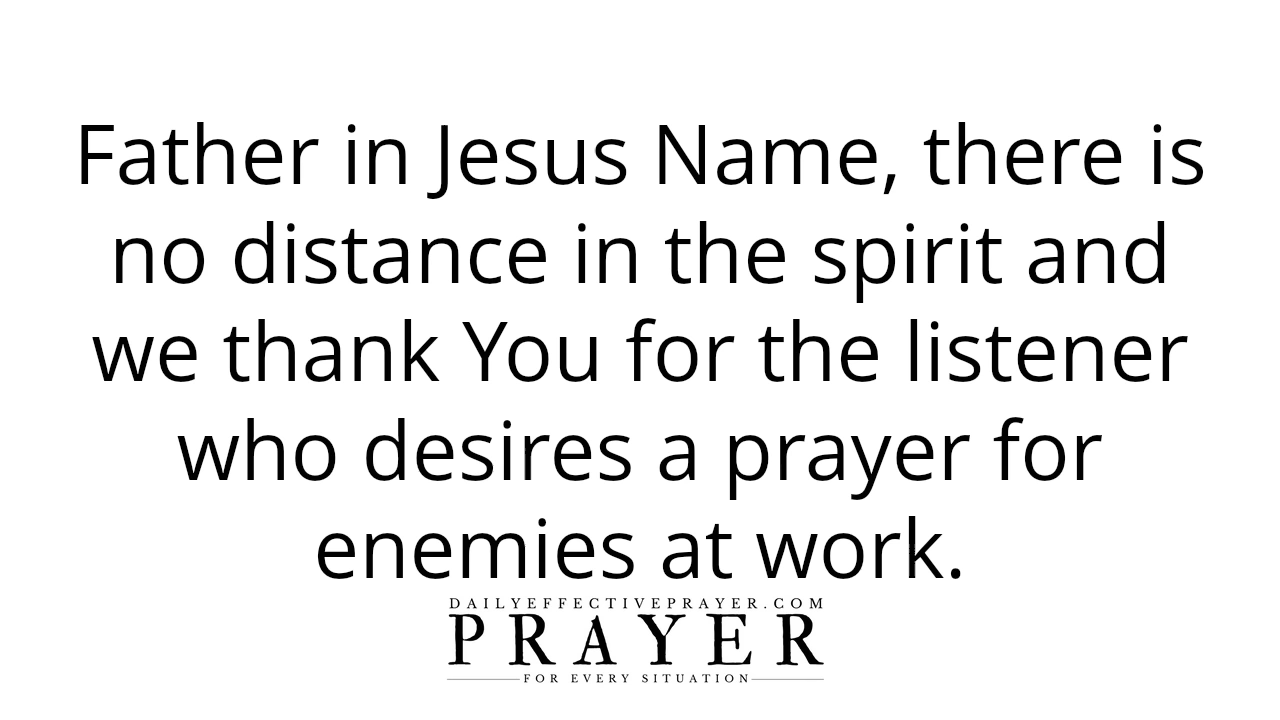 Father in Jesus Name, there is
no distance in the spirit and
we thank You for the listener
who desires a prayer for
enemies at work.
DAILYEFFECTIVEPRAYER.COM
PRAYER
FOR EVERY SITUATION